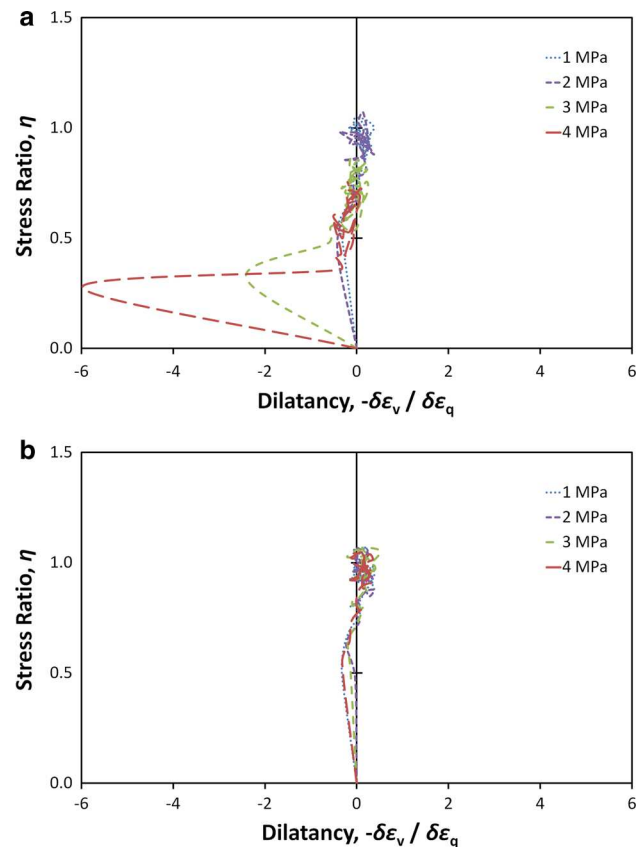 a
1.5
1.0
0.5
0.0
Stress Ratio, η
1 MPa
2 MPa
3 MPa
4 MPa
-6 -4 -2 0 2 4 6
Dilatancy, -δεv / δεq
b
1.5
1.0
0.5
0.0
Stress Ratio, η
1 MPa
2 MPa
3 MPa
4 MPa
-6 -4 -2 0 2 4 6
Dilatancy, -δεv / δεq